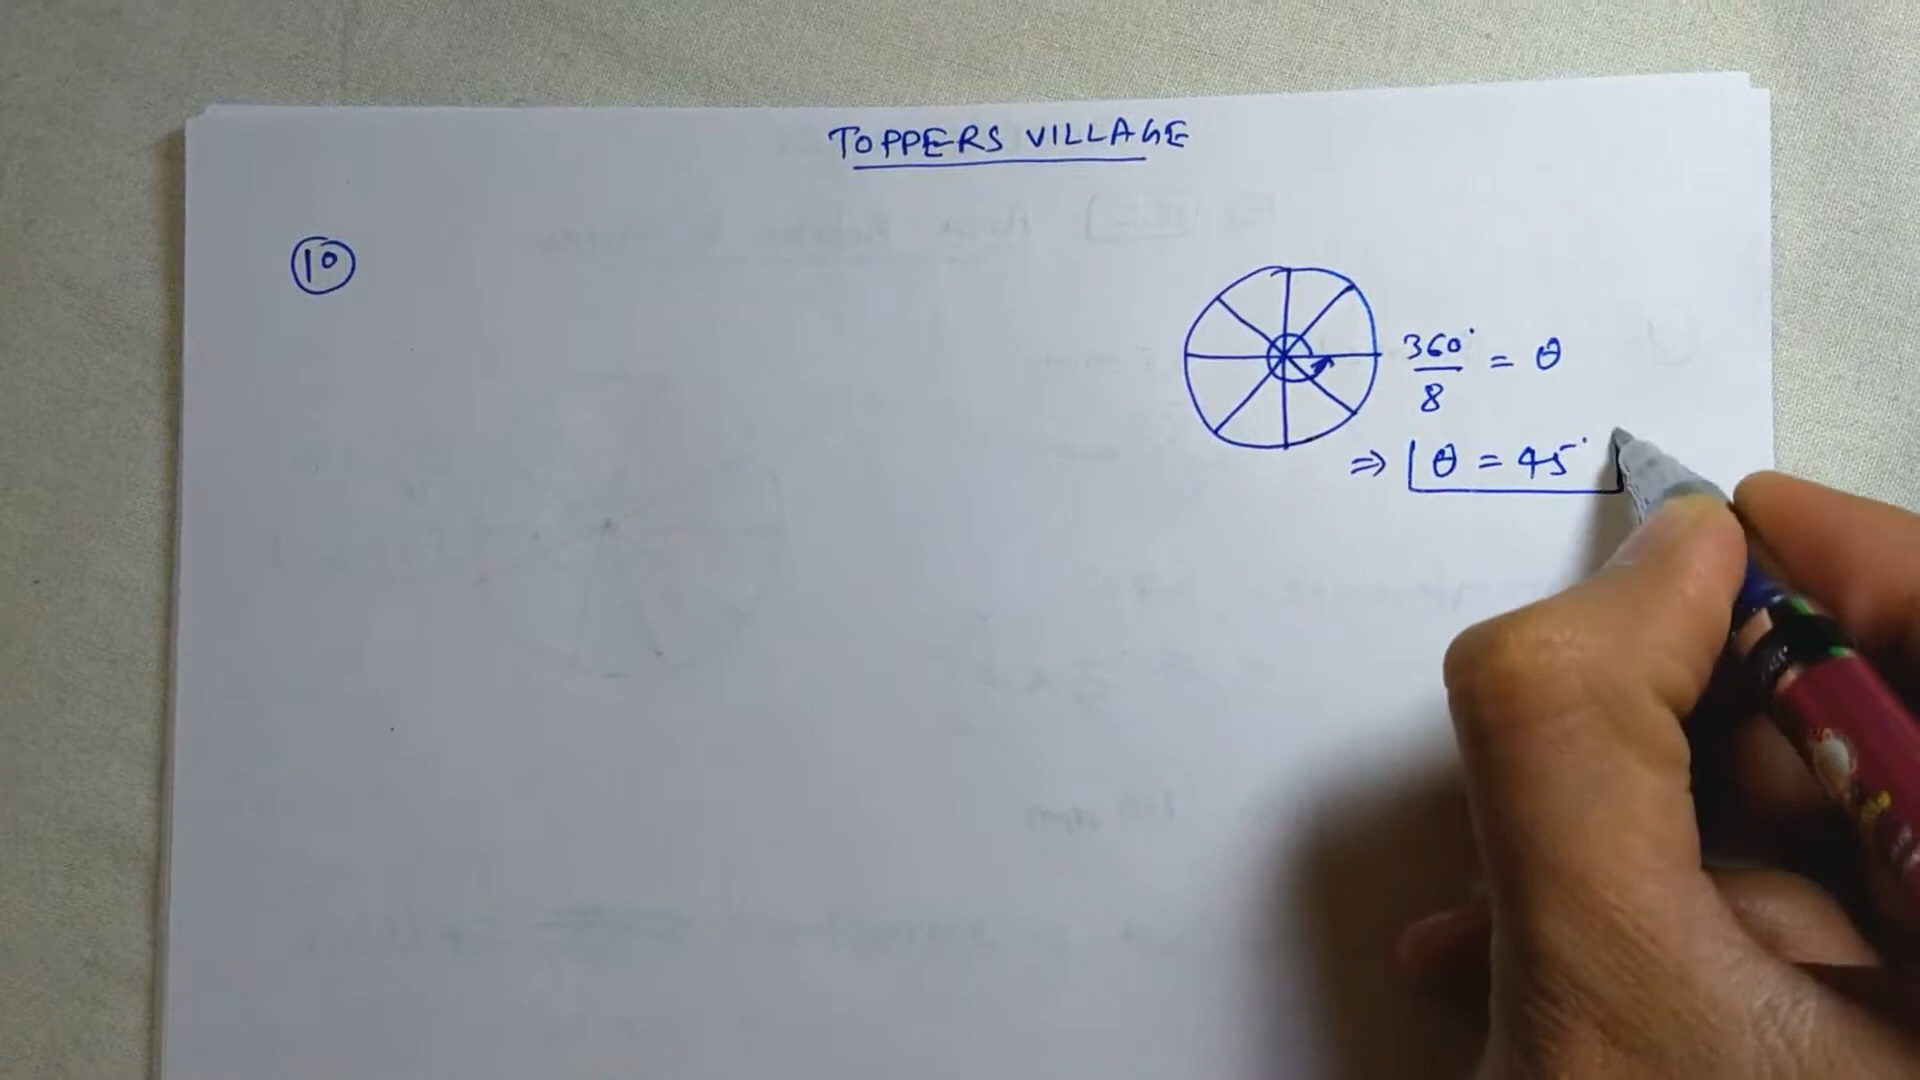 TOPPERS VILLAGE
10
360°/8 = θ
⇒ θ = 45°